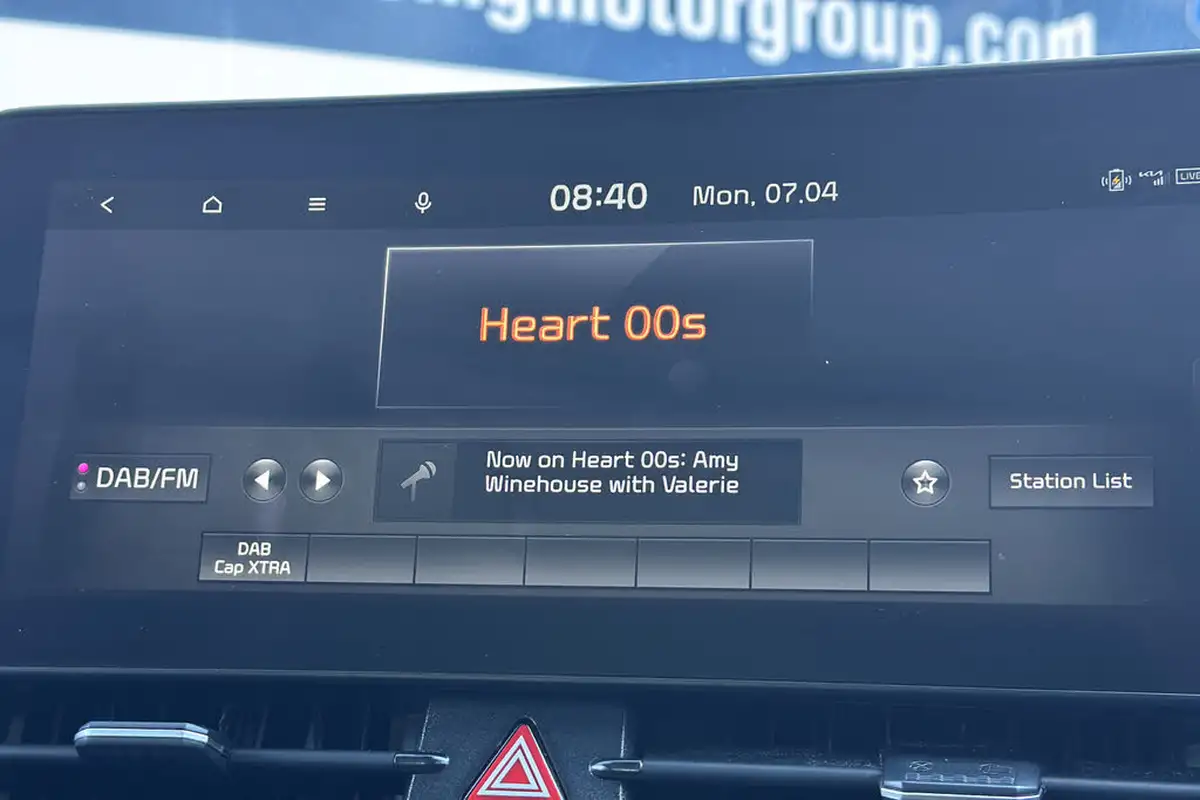 motorgroup.com
08:40 Mon, 07.04
LIVE
Heart 00s
DAB/FM
Now on Heart 00s: Amy
Winehouse with Valerie
Station List
DAB
Cap XTRA